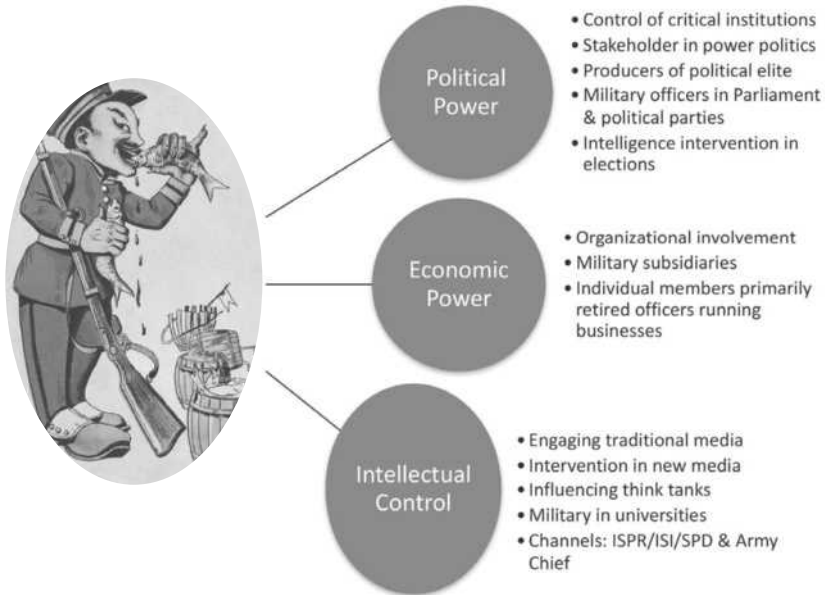 Political
Power
• Control of critical institutions
• Stakeholder in power politics
• Producers of political elite
• Military officers in Parliament
& political parties
• Intelligence intervention in
elections
Economic
Power
• Organizational involvement
• Military subsidiaries
• Individual members primarily
retired officers running
businesses
Intellectual
Control
• Engaging traditional media
• Intervention in new media
• Influencing think tanks
• Military in universities
• Channels: ISPR/ISI/SPD & Army
Chief